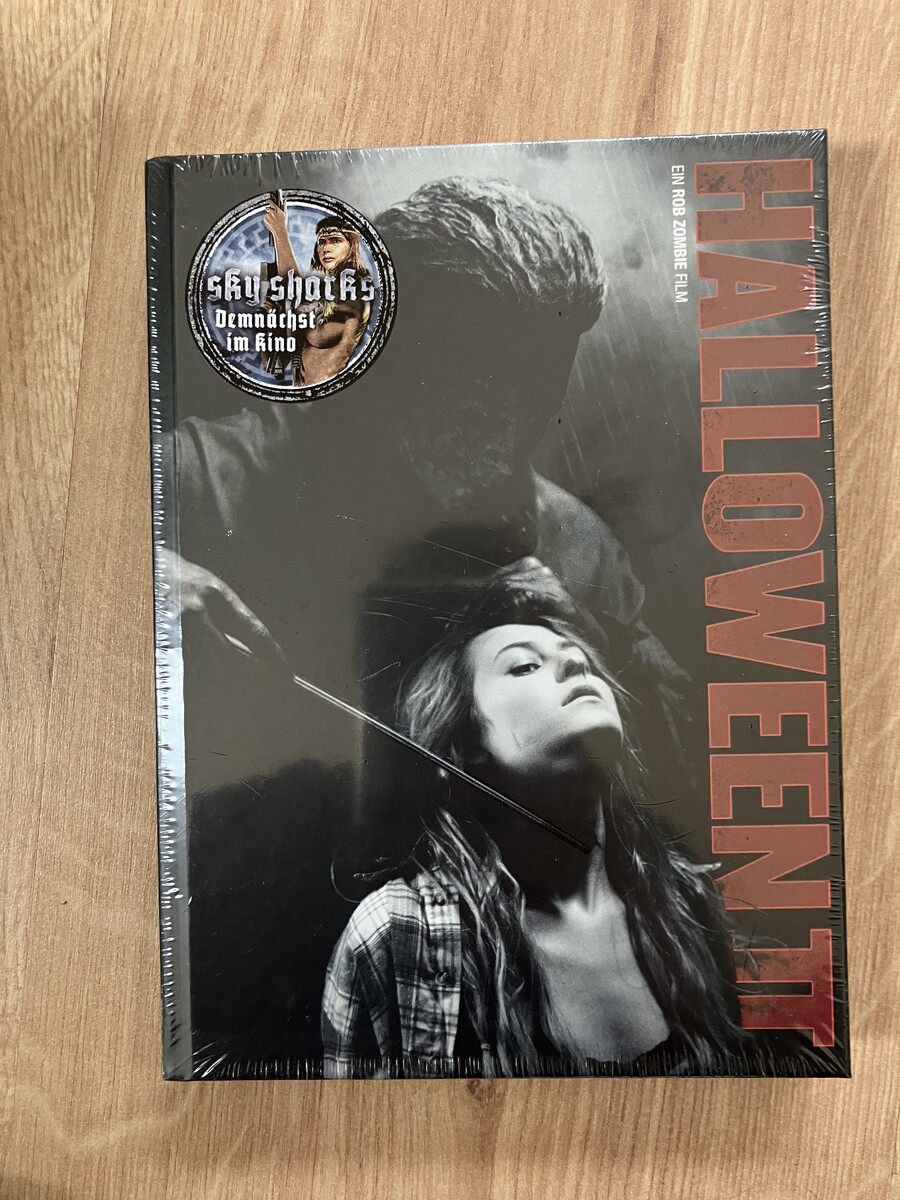 sky sharks
Demnächst
im Kino
EIN ROB ZOMBIE FILM
HALLOWEEN II